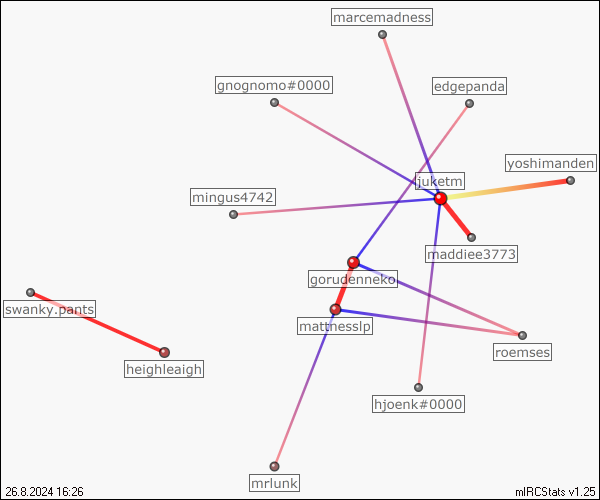 marcemadness
gnognomo#0000
edgepanda
yoshimanden
juketm
mingus4742
maddiee3773
gorudenneko
swanky.pants
mattnesslp
roemses
heighleaigh
hjoenk#0000
mrlunk
26.8.2024 16:26
mIRCStats v1.25